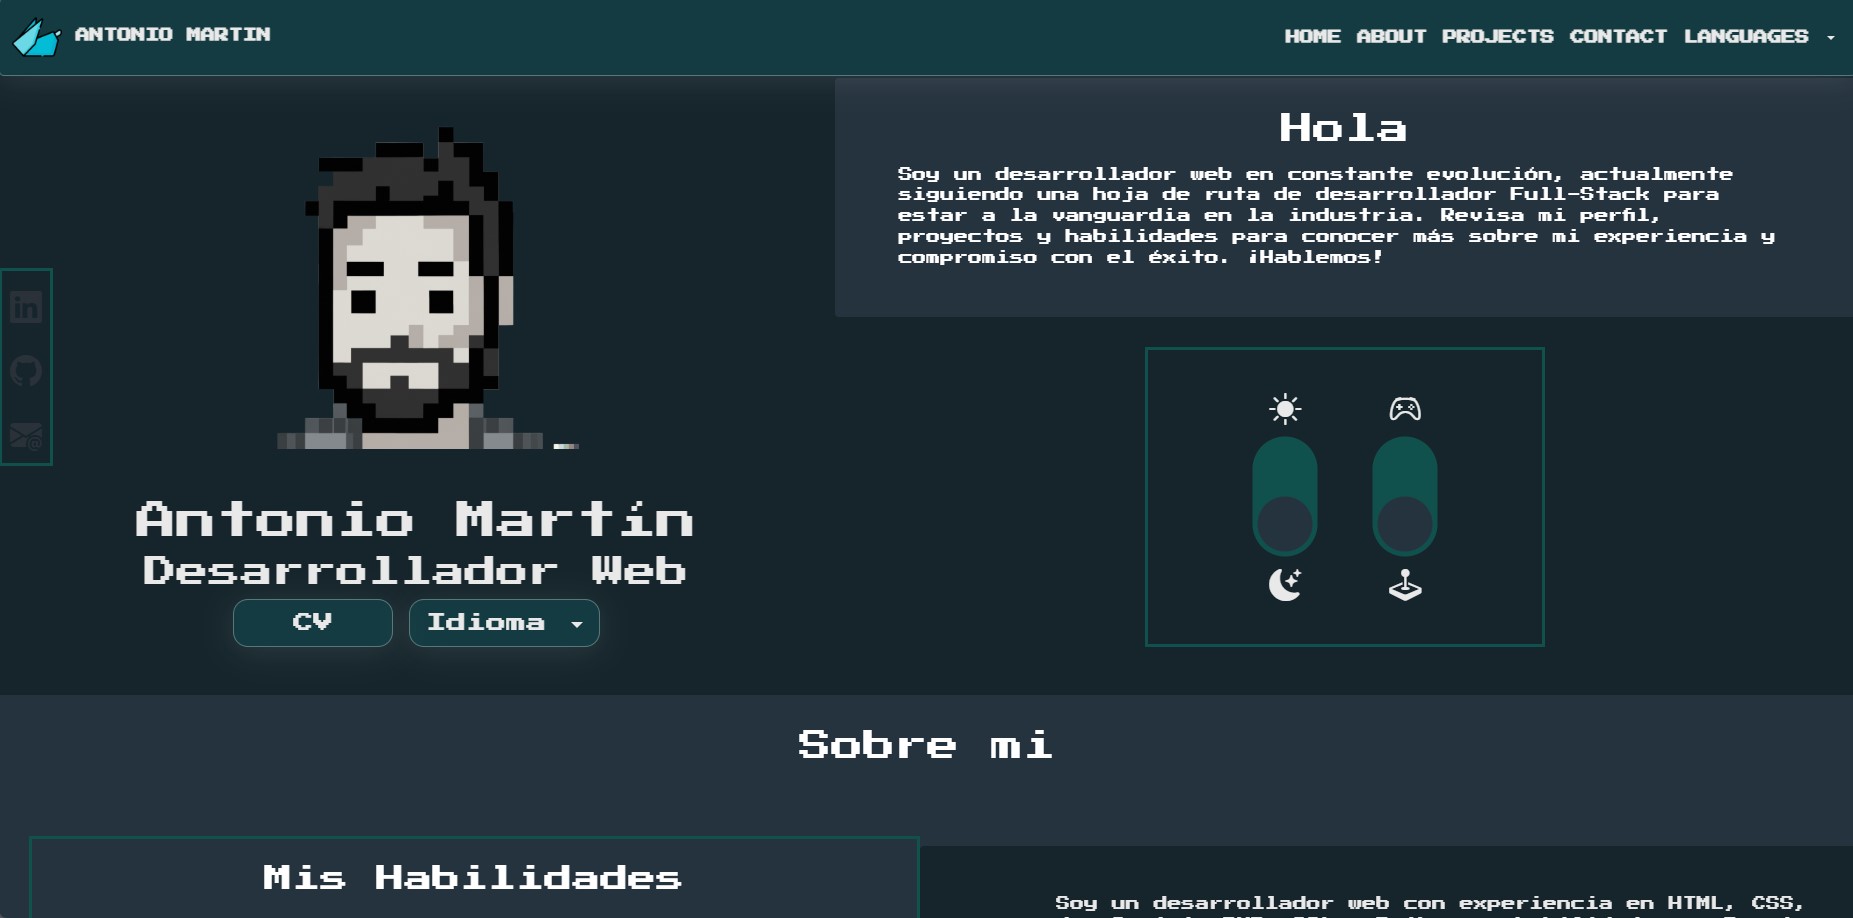 ANTONIO MARTIN
HOME ABOUT PROJECTS CONTACT LANGUAGES
Hola
Soy un desarrollador web en constante evolución, actualmente
siguiendo una hoja de ruta de desarrollador Full-Stack para
estar a la vanguardia en la industria. Revisa mi perfil,
proyectos y habilidades para conocer más sobre mi experiencia y
compromiso con el éxito. ¡Hablemos!
in
Antonio Martín
Desarrollador Web
CV
Idioma
Sobre mi
Mis Habilidades
Soy un desarrollador web con experiencia en HTML, CSS,